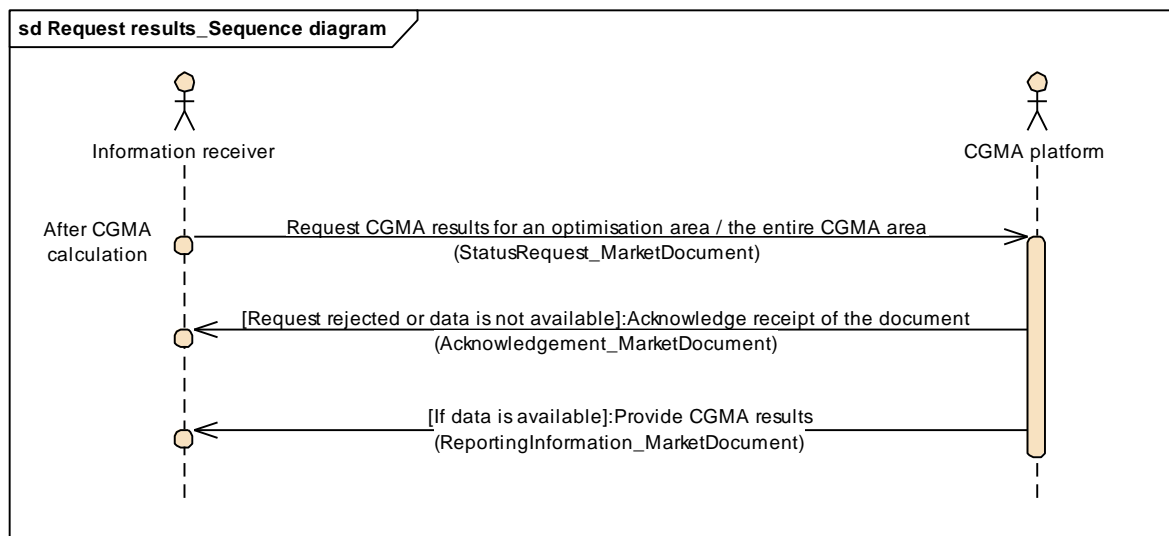 sd Request results_Sequence diagram
Information receiver
CGMA platform
After CGMA
calculation
Request CGMA results for an optimisation area / the entire CGMA area
(StatusRequest_MarketDocument)
[Request rejected or data is not available]:Acknowledge receipt of the document
(Acknowledgement_MarketDocument)
[If data is available]:Provide CGMA results
(ReportingInformation_MarketDocument)